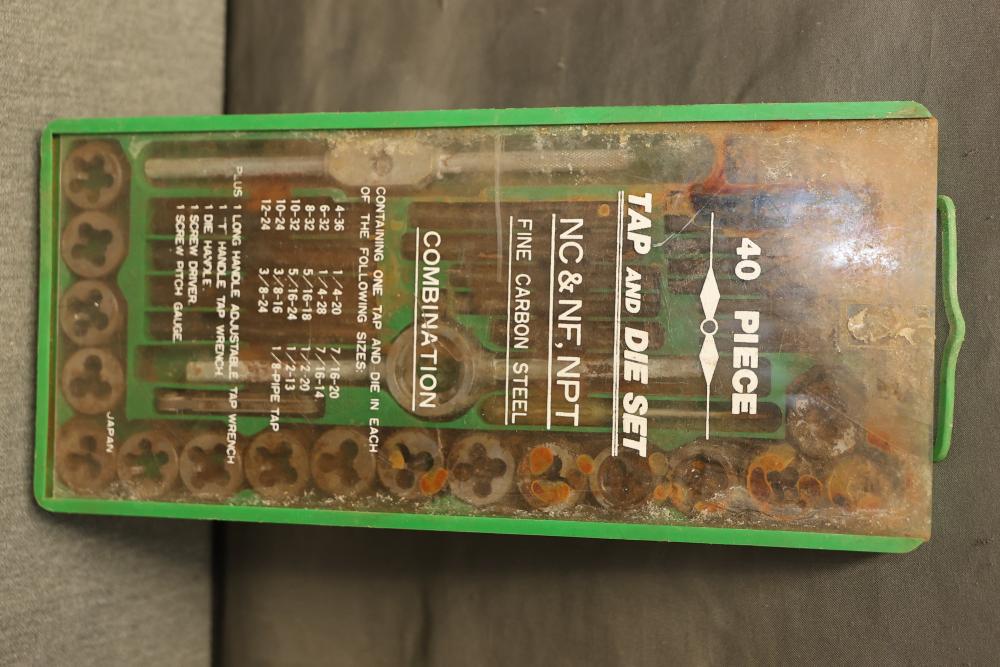 40 PIECE
TAP AND DIE SET
NC & NF, NPT
FINE CARBON STEEL
COMBINATION
CONTAINING ONE TAP AND DIE IN EACH
OF THE FOLLOWING SIZES:
4-36 1/4-20 7/16-20
6-32 1/4-28 7/16-14
8-32 5/16-18 1/2-20
10-32 5/16-24 1/2-13
10-24 3/8-16 1/8-PIPE TAP
12-24 3/8-24
PLUS 1 LONG HANDLE ADJUSTABLE TAP WRENCH
1 "T" HANDLE TAP WRENCH
1 DIE HANDLE
1 SCREW DRIVER
1 SCREW PITCH GAUGE
JAPAN